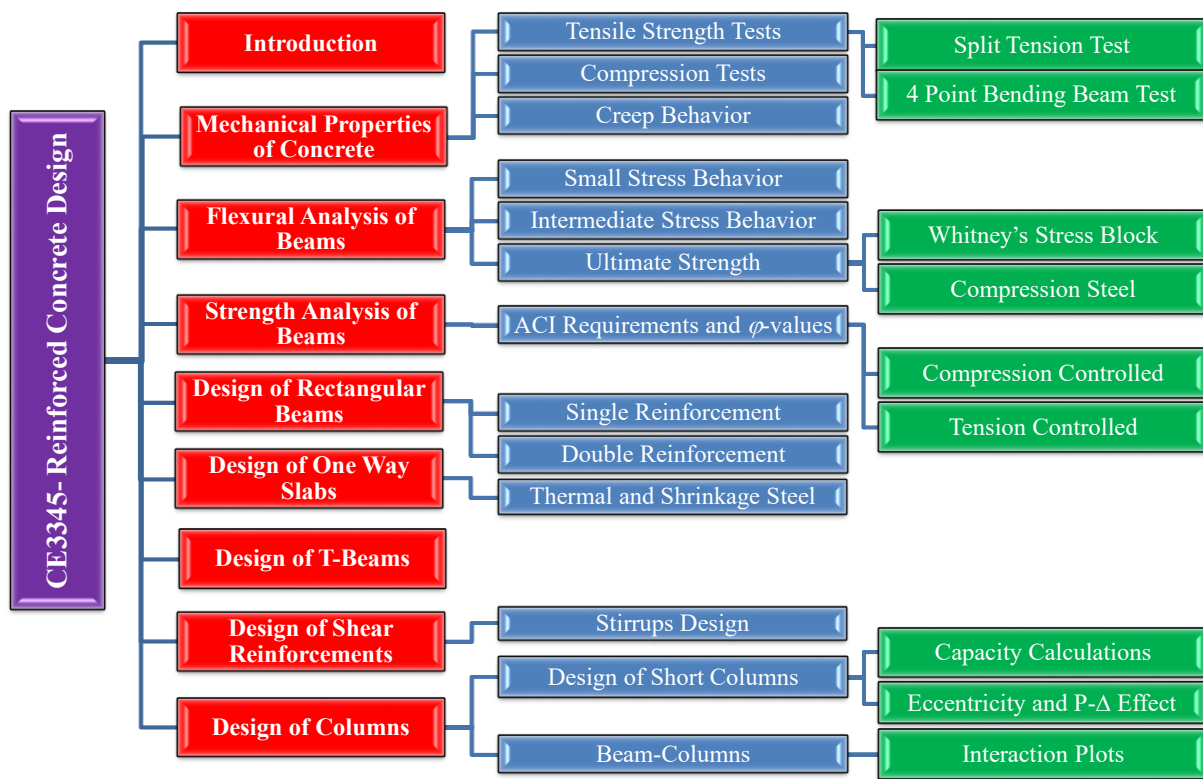 CE3345- Reinforced Concrete Design
Introduction
Mechanical Properties
of Concrete
Tensile Strength Tests
Split Tension Test
4 Point Bending Beam Test
Compression Tests
Creep Behavior
Flexural Analysis of
Beams
Small Stress Behavior
Intermediate Stress Behavior
Ultimate Strength
Whitney’s Stress Block
Compression Steel
Strength Analysis of
Beams
ACI Requirements and φ-values
Compression Controlled
Tension Controlled
Design of Rectangular
Beams
Single Reinforcement
Double Reinforcement
Design of One Way
Slabs
Thermal and Shrinkage Steel
Design of T-Beams
Design of Shear
Reinforcements
Stirrups Design
Design of Columns
Design of Short Columns
Capacity Calculations
Eccentricity and P-Δ Effect
Beam-Columns
Interaction Plots